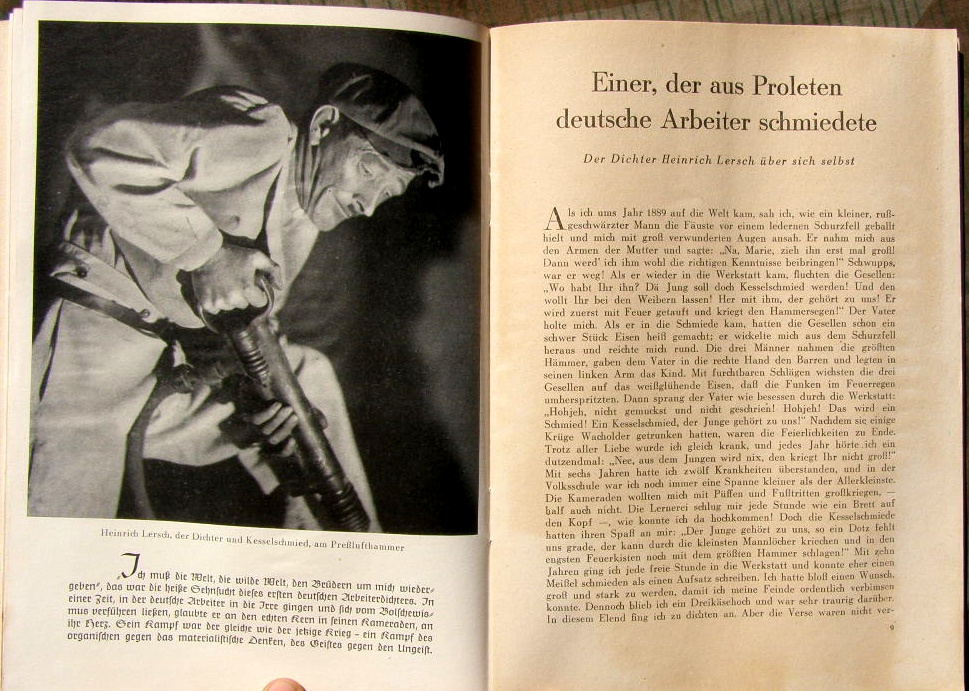 Heinrich Lersch, der Dichter und Kesselschmied, am Preßlufthammer
„Ich muß die Welt, die wilde Welt, den Brüdern um mich wieder-
geben“, das war die heiße Sehnsucht dieses ersten deutschen Arbeiterdichters. In
einer Zeit, in der deutsche Arbeiter in die Irre gingen und sich vom Bolschewis-
mus verführen ließen, glaubte er an den echten Kern in seinen Kameraden, an
ihr Herz. Sein Kampf war der gleiche wie der jetzige Krieg - ein Kampf des
organischen gegen das materialistische Denken, des Geistes gegen den Ungeist.
Einer, der aus Proleten
deutsche Arbeiter schmiedete
Der Dichter Heinrich Lersch über sich selbst
Als ich ums Jahr 1889 auf die Welt kam, sah ich, wie ein kleiner, ruß-
geschwärzter Mann die Fäuste vor einem ledernen Schurzfell geballt
hielt und mich mit groß verwunderten Augen ansah. Er nahm mich aus
den Armen der Mutter und sagte: „Na, Marie, zieh ihn erst mal groß!
Dann werd' ich ihm wohl die richtigen Kenntnisse beibringen!“ Schwupps,
war er weg! Als er wieder in die Werkstatt kam, fluchten die Gesellen:
„Wo habt Ihr ihn? Dä Jung soll doch Kesselschmied werden! Und den
wollt Ihr bei den Weibern lassen! Her mit ihm, der gehört zu uns! Er
wird zuerst mit Feuer getauft und kriegt den Hammersegen!“ Der Vater
holte mich. Als er in die Schmiede kam, hatten die Gesellen schon ein
schwer Stück Eisen heiß gemacht; er wickelte mich aus dem Schurzfell
heraus und reichte mich rund. Die drei Männer nahmen die größten
Hämmer, gaben dem Vater in die rechte Hand den Barren und legten in
seinen linken Arm das Kind. Mit furchtbaren Schlägen wichsten die drei
Gesellen auf das weißglühende Eisen, daß die Funken im Feuerregen
umherspritzten. Dann sprang der Vater wie besessen durch die Werkstatt:
„Hohjeh, nicht gemuckst und nicht geschrien! Hohjeh! Das wird ein
Schmied! Ein Kesselschmied, der Junge gehört zu uns!“ Nachdem sie einige
Krüge Wacholder getrunken hatten, waren die Feierlichkeiten zu Ende.
Trotz aller Liebe wurde ich gleich krank, und jedes Jahr hörte ich ein
dutzendmal: „Nee, aus dem Jungen wird nix, den kriegt Ihr nicht groß!“
Mit sechs Jahren hatte ich zwölf Krankheiten überstanden, und in der
Volksschule war ich noch immer eine Spanne kleiner als der Allerkleinste.
Die Kameraden wollten mich mit Püffen und Fußtritten großkriegen, —
half auch nicht. Die Lernerei schlug mir jede Stunde wie ein Brett auf
den Kopf —, wie konnte ich da hochkommen! Doch die Kesselschmiede
hatten ihren Spaß an mir: „Der Junge gehört zu uns, so ein Dotz fehlt
uns grade, der kann durch die kleinsten Mannlöcher kriechen und in den
engsten Feuerkisten noch mit dem größten Hammer schlagen!“ Mit zehn
Jahren ging ich jede freie Stunde in die Werkstatt und konnte eher einen
Meißel schmieden als einen Aufsatz schreiben. Ich hatte bloß einen Wunsch,
groß und stark zu werden, damit ich meine Feinde ordentlich verbimsen
konnte. Dennoch blieb ich ein Dreikäsehoch und war sehr traurig darüber.
In diesem Elend fing ich zu dichten an. Aber die Verse waren nicht ver-
9